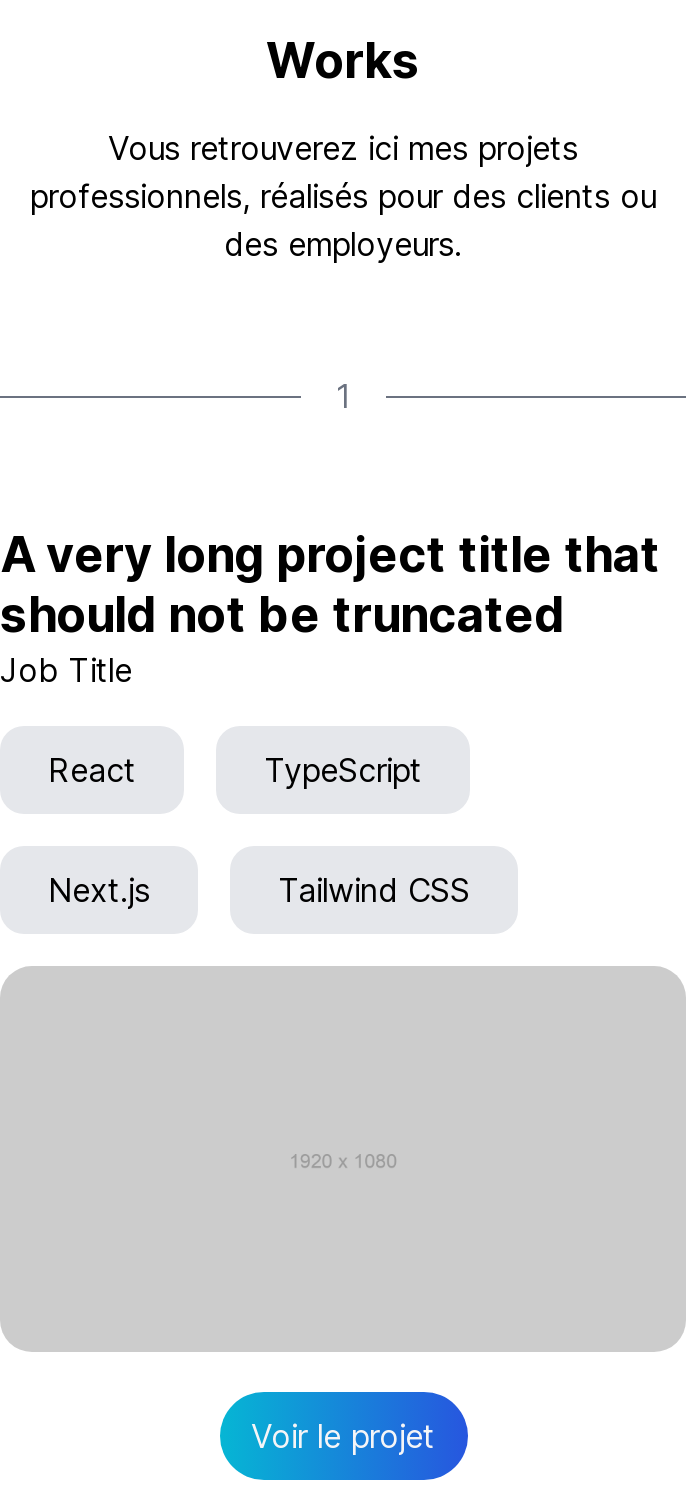 Works
Vous retrouverez ici mes projets
professionnels, réalisés pour des clients ou
des employeurs.
1
A very long project title that
should not be truncated
Job Title
React
TypeScript
Next.js
Tailwind CSS
1920 x 1080
Voir le projet